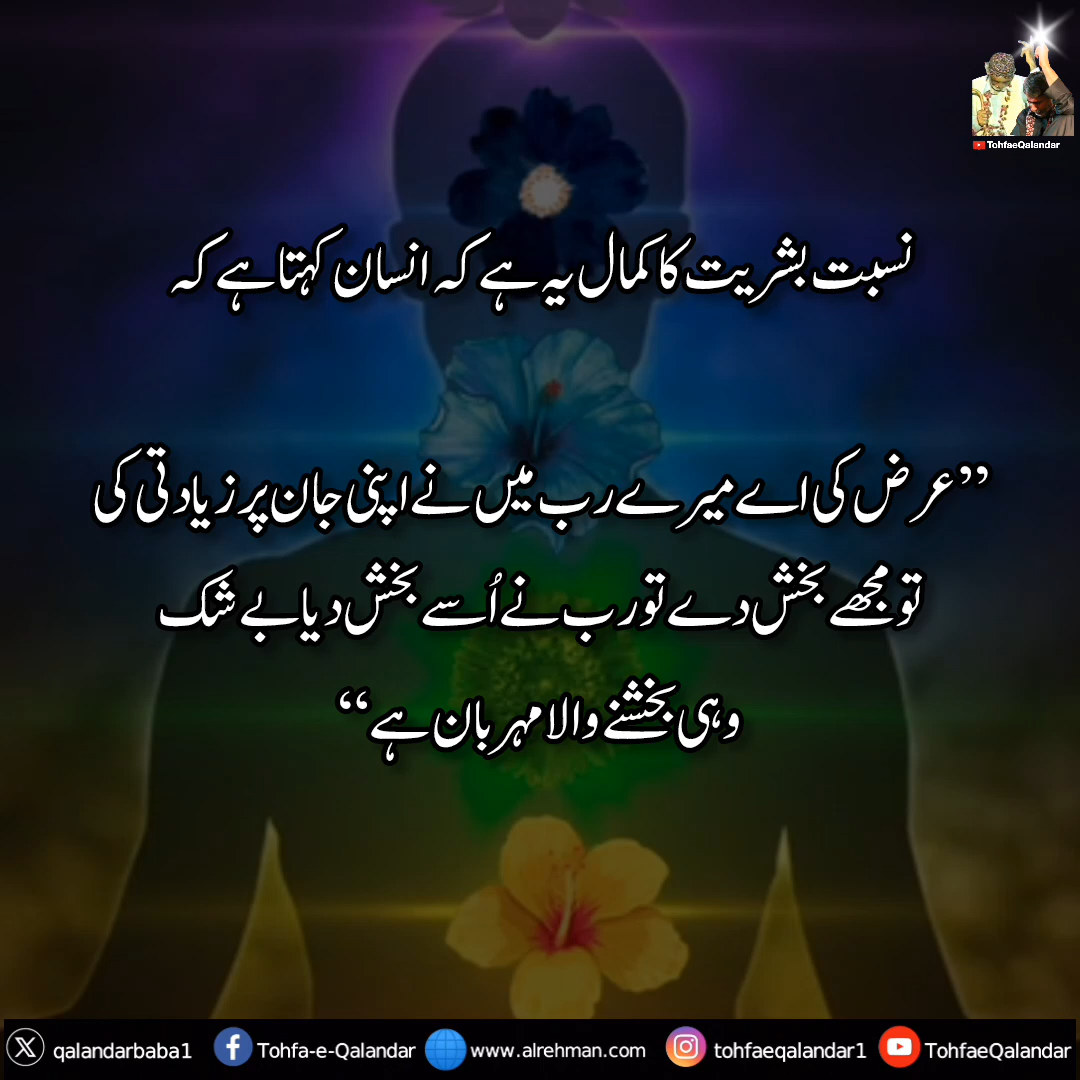 TohfaeQalandar
نسبت بشریت کا کمال یہ ہے کہ انسان کہتا ہے کہ
’’عرض کی اے میرے رب میں نے اپنی جان پر زیادتی کی
تو مجھے بخش دے تو رب نے اُسے بخش دیا بے شک
وہی بخشنے والا مہربان ہے‘‘
qalandarbaba1 Tohfa-e-Qalandar www.alrehman.com tohfaeqalandar1 TohfaeQalandar